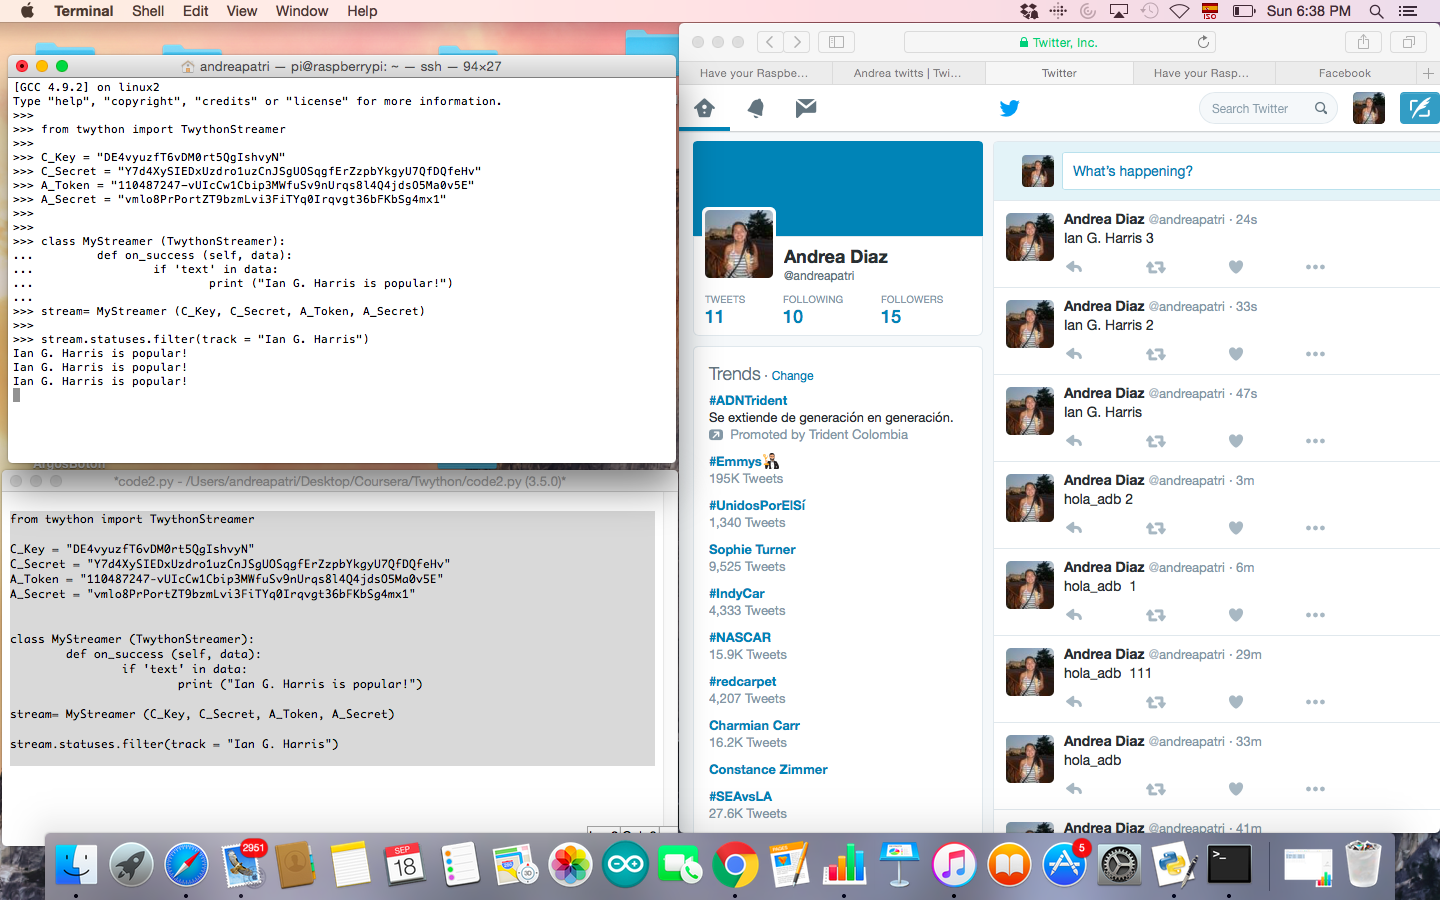 Terminal Shell Edit View Window Help
ISO Sun 6:38 PM
andreapatri — pi@raspberrypi: ~ — ssh — 94×27
[GCC 4.9.2] on linux2
Type "help", "copyright", "credits" or "license" for more information.
>>>
>>> from twython import TwythonStreamer
>>>
>>> C_Key = "DE4vyuzfT6vDM0rt5QgIshvyN"
>>> C_Secret = "Y7d4XySIEDxUzdro1uzCnJSgUOSqgfErZzpbYkgyU7QfDQfeHv"
>>> A_Token = "110487247-vUIcCw1Cbip3MWfuSv9nUrqs8l4Q4jdsO5Ma0v5E"
>>> A_Secret = "vmlo8PrPortZT9bzmLvi3FiTYq0Irqvgt36bFKbSg4mx1"
>>>
>>>
>>> class MyStreamer (TwythonStreamer):
...         def on_success (self, data):
...                 if 'text' in data:
...                         print ("Ian G. Harris is popular!")
...
>>> stream= MyStreamer (C_Key, C_Secret, A_Token, A_Secret)
>>>
>>> stream.statuses.filter(track = "Ian G. Harris")
Ian G. Harris is popular!
Ian G. Harris is popular!
Ian G. Harris is popular!
ArgosBoton
*code2.py - /Users/andreapatri/Desktop/Coursera/Twython/code2.py (3.5.0)*
from twython import TwythonStreamer
C_Key = "DE4vyuzfT6vDM0rt5QgIshvyN"
C_Secret = "Y7d4XySIEDxUzdro1uzCnJSgUOSqgfErZzpbYkgyU7QfDQfeHv"
A_Token = "110487247-vUIcCw1Cbip3MWfuSv9nUrqs8l4Q4jdsO5Ma0v5E"
A_Secret = "vmlo8PrPortZT9bzmLvi3FiTYq0Irqvgt36bFKbSg4mx1"
class MyStreamer (TwythonStreamer):
        def on_success (self, data):
                if 'text' in data:
                        print ("Ian G. Harris is popular!")
stream= MyStreamer (C_Key, C_Secret, A_Token, A_Secret)
stream.statuses.filter(track = "Ian G. Harris")
Twitter, Inc.
Have your Raspbe... Andrea twitts | Twi... Twitter Have your Rasp... Facebook
Search Twitter
Andrea Diaz
@andreapatri
TWEETS FOLLOWING FOLLOWERS
11 10 15
Trends · Change
#ADNTrident
Se extiende de generación en generación.
Promoted by Trident Colombia
#Emmys
195K Tweets
#UnidosPorElSí
1,340 Tweets
Sophie Turner
9,525 Tweets
#IndyCar
4,333 Tweets
#NASCAR
15.9K Tweets
#redcarpet
4,207 Tweets
Charmian Carr
16.2K Tweets
Constance Zimmer
#SEAvsLA
27.6K Tweets
What's happening?
Andrea Diaz @andreapatri · 24s
Ian G. Harris 3
Andrea Diaz @andreapatri · 33s
Ian G. Harris 2
Andrea Diaz @andreapatri · 47s
Ian G. Harris
Andrea Diaz @andreapatri · 3m
hola_adb 2
Andrea Diaz @andreapatri · 6m
hola_adb  1
Andrea Diaz @andreapatri · 29m
hola_adb  111
Andrea Diaz @andreapatri · 33m
hola_adb
Andrea Diaz @andreapatri · 41m
2951
SEP
18
PAGES
5
>_